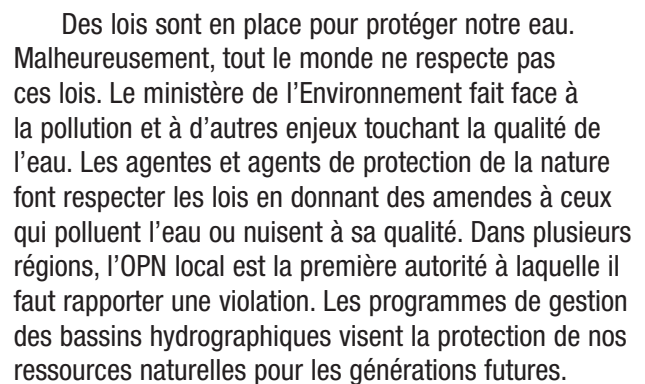 Des lois sont en place pour protéger notre eau.
Malheureusement, tout le monde ne respecte pas
ces lois. Le ministère de l’Environnement fait face à
la pollution et à d’autres enjeux touchant la qualité de
l’eau. Les agentes et agents de protection de la nature
font respecter les lois en donnant des amendes à ceux
qui polluent l’eau ou nuisent à sa qualité. Dans plusieurs
régions, l’OPN local est la première autorité à laquelle il
faut rapporter une violation. Les programmes de gestion
des bassins hydrographiques visent la protection de nos
ressources naturelles pour les générations futures.